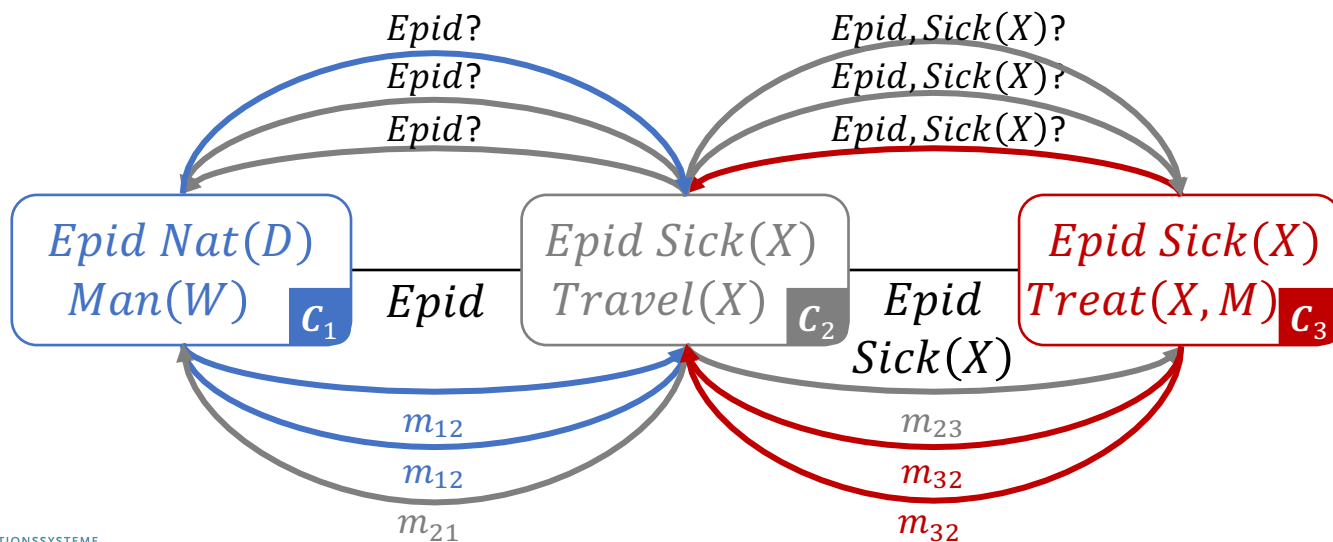 Epid?
Epid?
Epid?
Epid, Sick(X)?
Epid, Sick(X)?
Epid, Sick(X)?
Epid Nat(D)
Man(W)
C₁
Epid
Epid Sick(X)
Travel(X)
C₂
Epid
Sick(X)
Epid Sick(X)
Treat(X, M)
C₃
m₁₂
m₁₂
m₂₁
m₂₃
m₃₂
m₃₂
TIONSSYSTEME